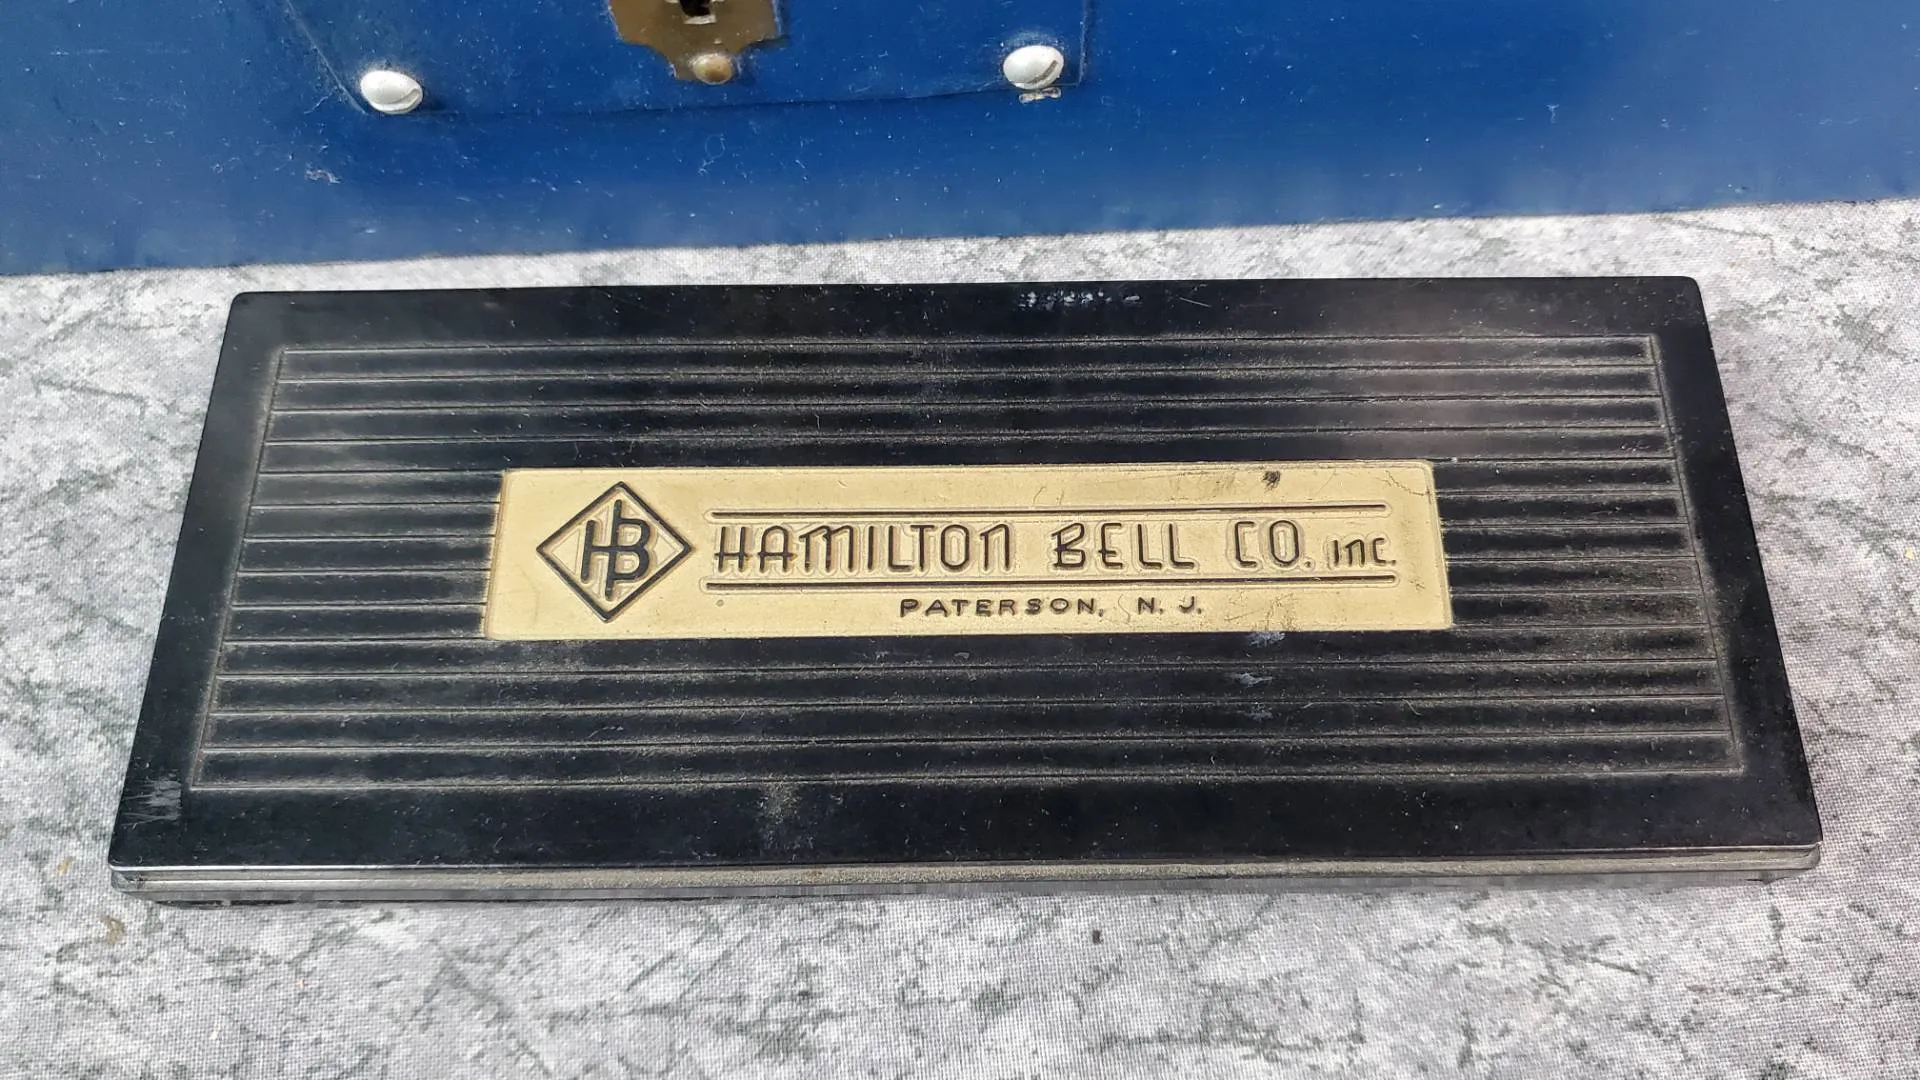 HB
HAMILTON BELL CO. INC.
PATERSON, N. J.